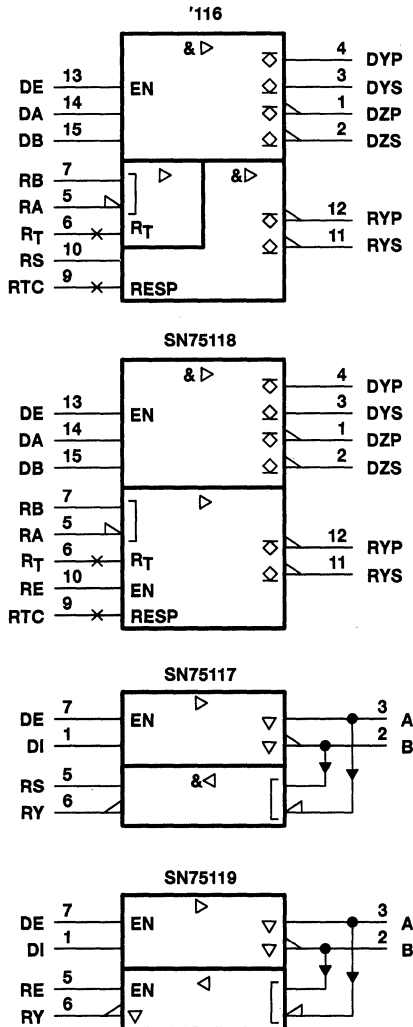 '116
& ▷
4 DYP
DE 13 EN 3 DYS
DA 14 1 DZP
DB 15 2 DZS
RB 7 ▷ &▷
RA 5 12 RYP
RT 6 RT 11 RYS
RS 10
RTC 9 RESP
SN75118
& ▷
4 DYP
DE 13 EN 3 DYS
DA 14 1 DZP
DB 15 2 DZS
RB 7 ▷
RA 5 12 RYP
RT 6 RT 11 RYS
RE 10 EN
RTC 9 RESP
SN75117
DE 7 EN ▷ ▽ 3 A
DI 1 ▽ 2 B
RS 5 &◁
RY 6
SN75119
DE 7 EN ▷ ▽ 3 A
DI 1 ▽ 2 B
RE 5 EN ◁
RY 6 ▽